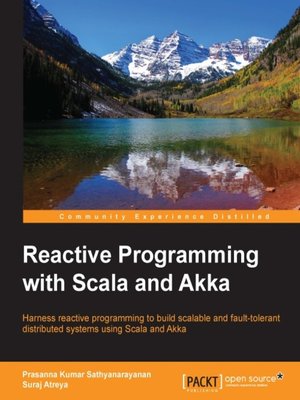 Community Experience Distilled
Reactive Programming
with Scala and Akka
Harness reactive programming to build scalable and fault-tolerant
distributed systems using Scala and Akka
Prasanna Kumar Sathyanarayanan
Suraj Atreya
PACKT open source*
PUBLISHING